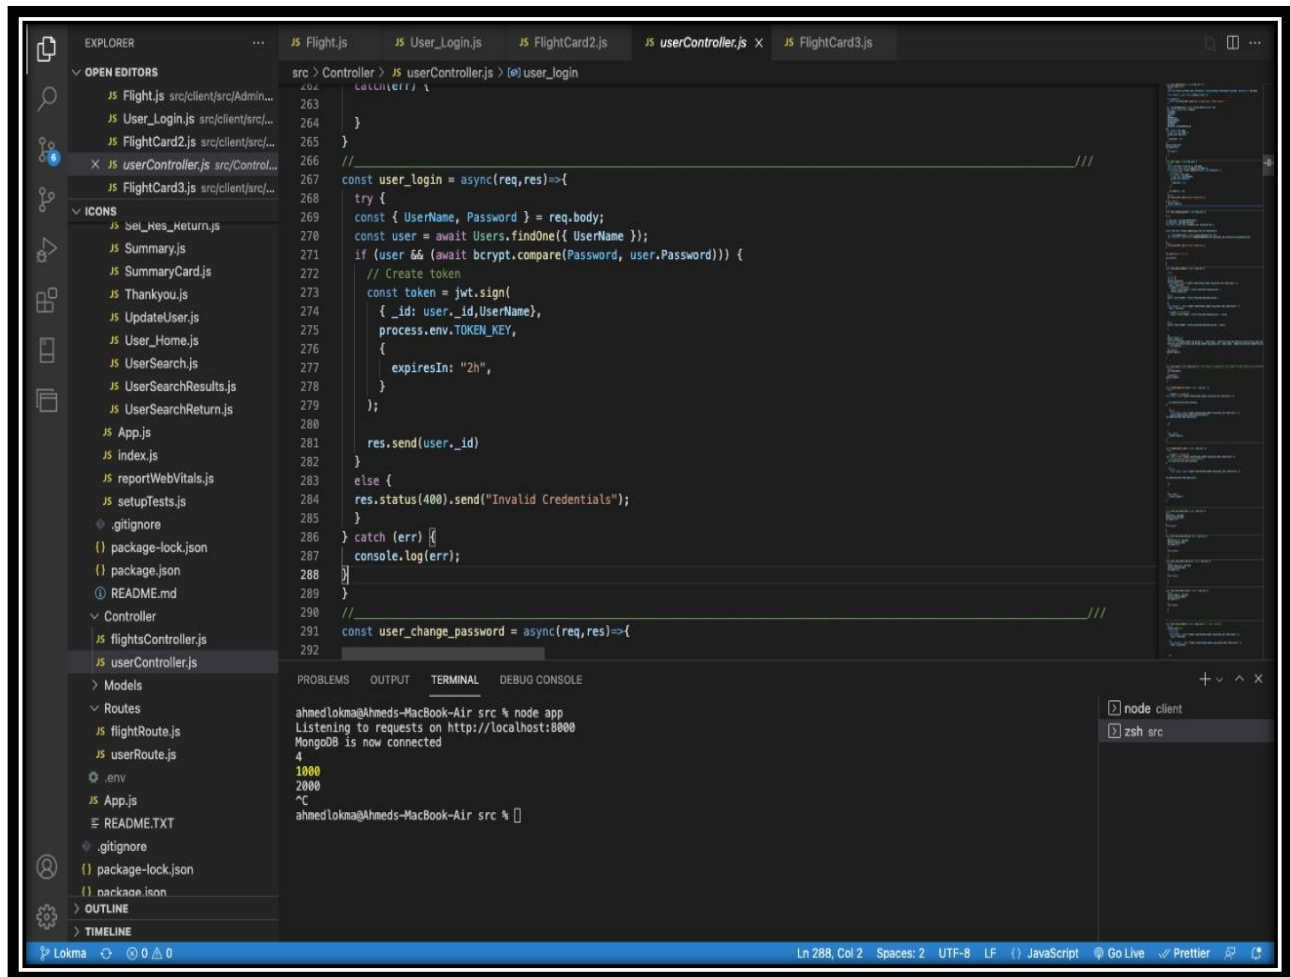 EXPLORER
JS Flight.js
JS User_Login.js
JS FlightCard2.js
JS userController.js
JS FlightCard3.js
OPEN EDITORS
JS Flight.js src/client/src/Admin...
JS User_Login.js src/client/src/...
JS FlightCard2.js src/client/src/...
JS userController.js src/Control...
JS FlightCard3.js src/client/src/...
ICONS
JS Sel_Res_Return.js
JS Summary.js
JS SummaryCard.js
JS Thankyou.js
JS UpdateUser.js
JS User_Home.js
JS UserSearch.js
JS UserSearchResults.js
JS UserSearchReturn.js
JS App.js
JS index.js
JS reportWebVitals.js
JS setupTests.js
.gitignore
{} package-lock.json
{} package.json
README.md
Controller
JS flightsController.js
JS userController.js
> Models
Routes
JS flightRoute.js
JS userRoute.js
.env
JS App.js
README.TXT
.gitignore
{} package-lock.json
{} package.json
> OUTLINE
> TIMELINE
6
src > Controller > JS userController.js > user_login
262 catch(err) {
263
264 }
265 }
266 //________________________________________///
267 const user_login = async(req,res)=>{
268 try {
269 const { UserName, Password } = req.body;
270 const user = await Users.findOne({ UserName });
271 if (user && (await bcrypt.compare(Password, user.Password))) {
272 // Create token
273 const token = jwt.sign(
274 { _id: user._id,UserName},
275 process.env.TOKEN_KEY,
276 {
277 expiresIn: "2h",
278 }
279 );
280
281 res.send(user._id)
282 }
283 else {
284 res.status(400).send("Invalid Credentials");
285 }
286 } catch (err) {
287 console.log(err);
288 }
289 }
290 //________________________________________///
291 const user_change_password = async(req,res)=>{
292
PROBLEMS OUTPUT TERMINAL DEBUG CONSOLE
ahmedlokma@Ahmeds-MacBook-Air src % node app
Listening to requests on http://localhost:8000
MongoDB is now connected
4
1000
2000
^C
ahmedlokma@Ahmeds-MacBook-Air src %
node client
zsh src
Lokma 0 0
Ln 288, Col 2 Spaces: 2 UTF-8 LF {} JavaScript Go Live Prettier